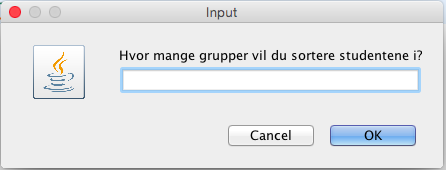 Input
Hvor mange grupper vil du sortere studentene i?
Cancel OK